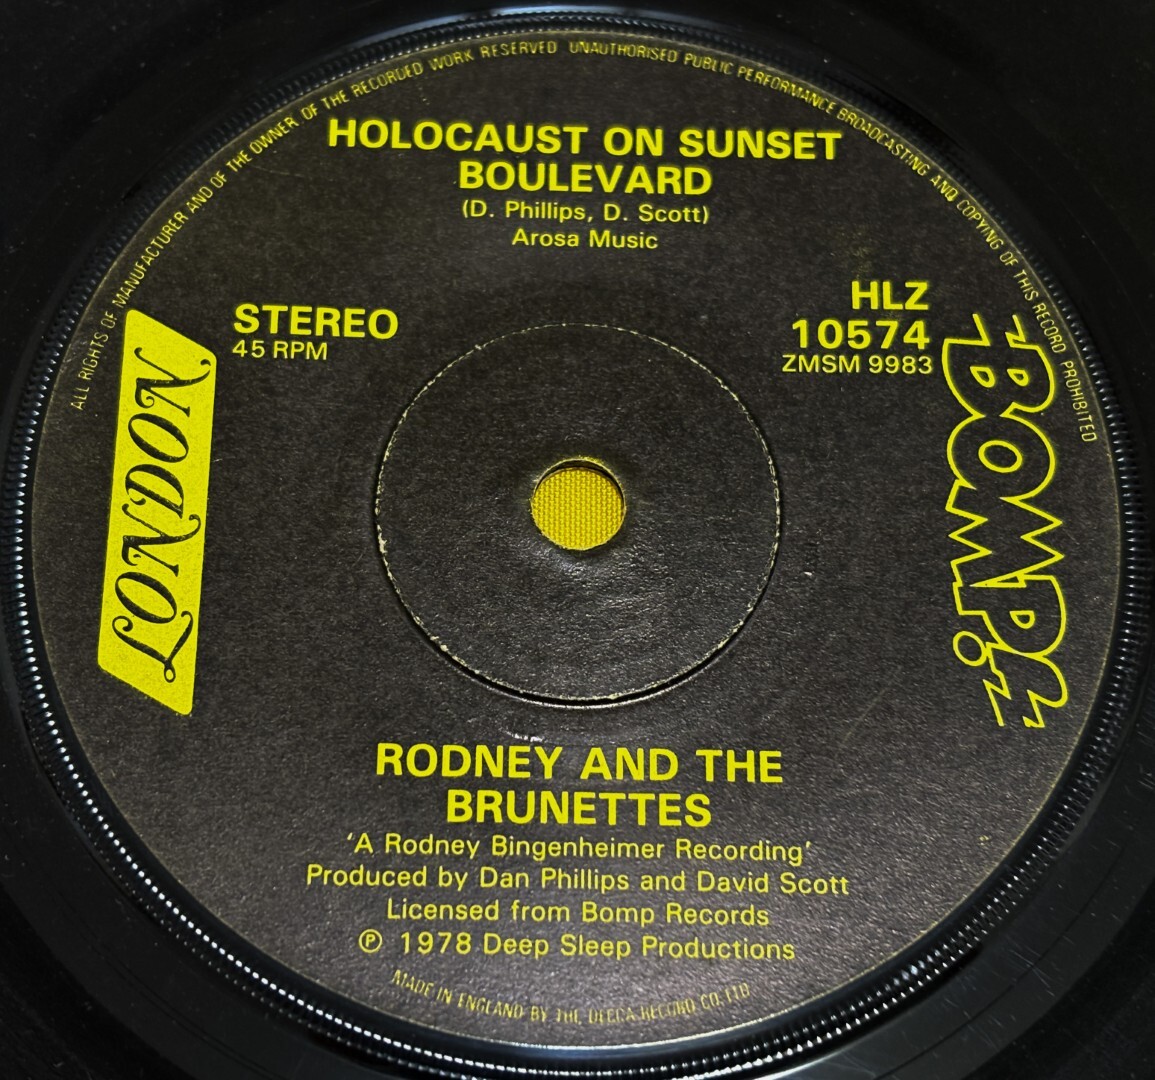 ALL RIGHTS OF MANUFACTURER AND OF THE OWNER OF THE RECORDED WORK RESERVED UNAUTHORISED PUBLIC PERFORMANCE BROADCASTING AND COPYING OF THIS RECORD PROHIBITED
HOLOCAUST ON SUNSET
BOULEVARD
(D. Phillips, D. Scott)
Arosa Music
STEREO
45 RPM
HLZ
10574
ZMSM 9983
LONDON
BOMP!
RODNEY AND THE
BRUNETTES
'A Rodney Bingenheimer Recording'
Produced by Dan Phillips and David Scott
Licensed from Bomp Records
℗ 1978 Deep Sleep Productions
MADE IN ENGLAND BY THE DECCA RECORD CO. LTD